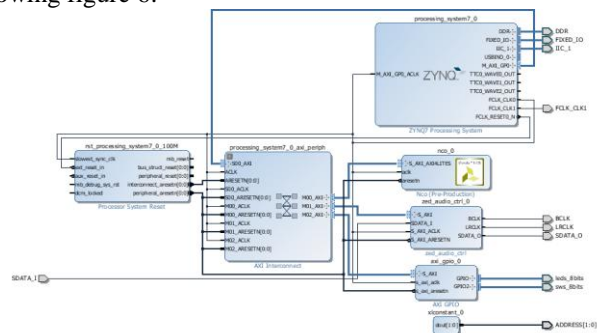 owing figure 8.
processing_system7_0
DDR
FIXED_IO
IIC_1
USBIND_0
M_AXI_GP0
TTC0_WAVE0_OUT
TTC0_WAVE1_OUT
TTC0_WAVE2_OUT
FCLK_CLK0
FCLK_CLK1
FCLK_RESET0_N
M_AXI_GP0_ACLK
ZYNQ
ZYNQ7 Processing System
DDR
FIXED_IO
IIC_1
FCLK_CLK1
rst_processing_system7_0_100M
slowest_sync_clk
ext_reset_in
aux_reset_in
mb_debug_sys_rst
dcm_locked
mb_reset
bus_struct_reset[0:0]
peripheral_reset[0:0]
interconnect_aresetn[0:0]
peripheral_aresetn[0:0]
Processor System Reset
processing_system7_0_axi_periph
S00_AXI
ACLK
ARESETN[0:0]
S00_ACLK
S00_ARESETN[0:0]
M00_ACLK
M00_ARESETN[0:0]
M01_ACLK
M01_ARESETN[0:0]
M02_ACLK
M02_ARESETN[0:0]
M00_AXI
M01_AXI
M02_AXI
AXI Interconnect
nco_0
S_AXI_AXI4LITES
aclk
aresetn
Nco (Pre-Production)
zed_audio_ctrl_0
S_AXI
SDATA_I
S_AXI_ACLK
S_AXI_ARESETN
BCLK
LRCLK
SDATA_O
zed_audio_ctrl
BCLK
LRCLK
SDATA_O
SDATA_I
axi_gpio_0
S_AXI
s_axi_aclk
s_axi_aresetn
GPIO
GPIO2
AXI GPIO
leds_8bits
sws_8bits
xlconstant_0
dout[1:0]
ADDRESS[1:0]